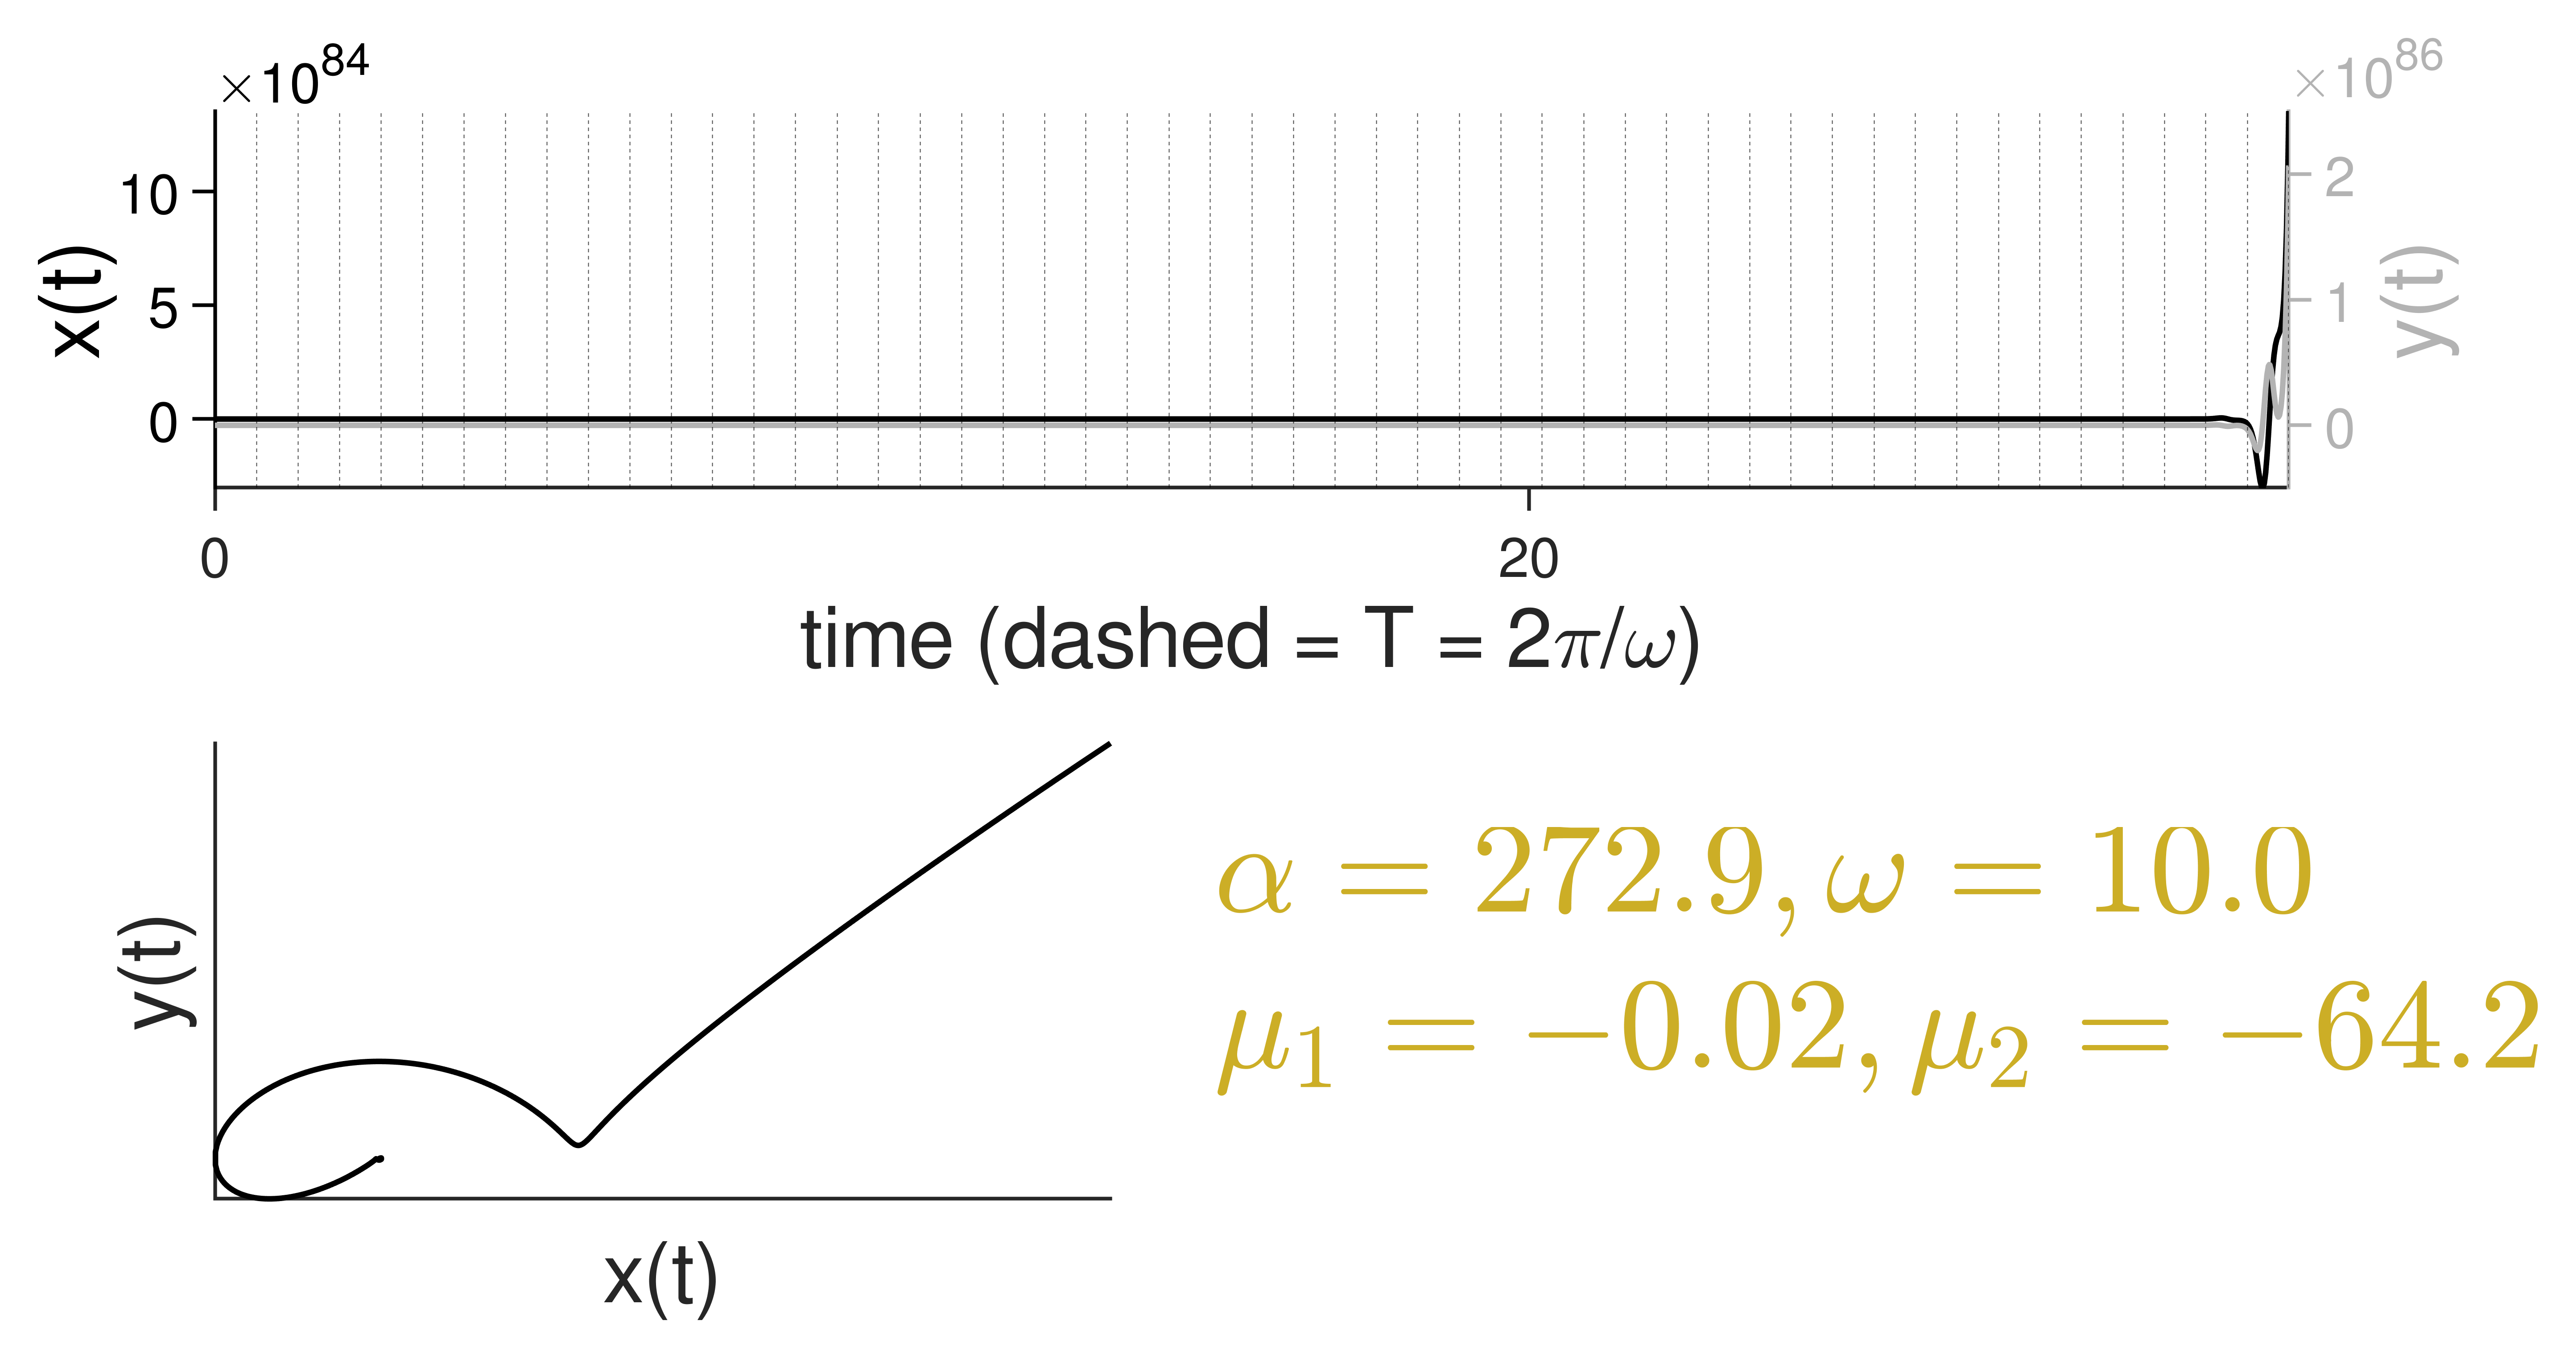 ×10^84
×10^86
10
5
0
x(t)
2
1
0
y(t)
0
20
time (dashed = T = 2π/ω)
y(t)
x(t)
α = 272.9, ω = 10.0
μ₁ = −0.02, μ₂ = −64.2